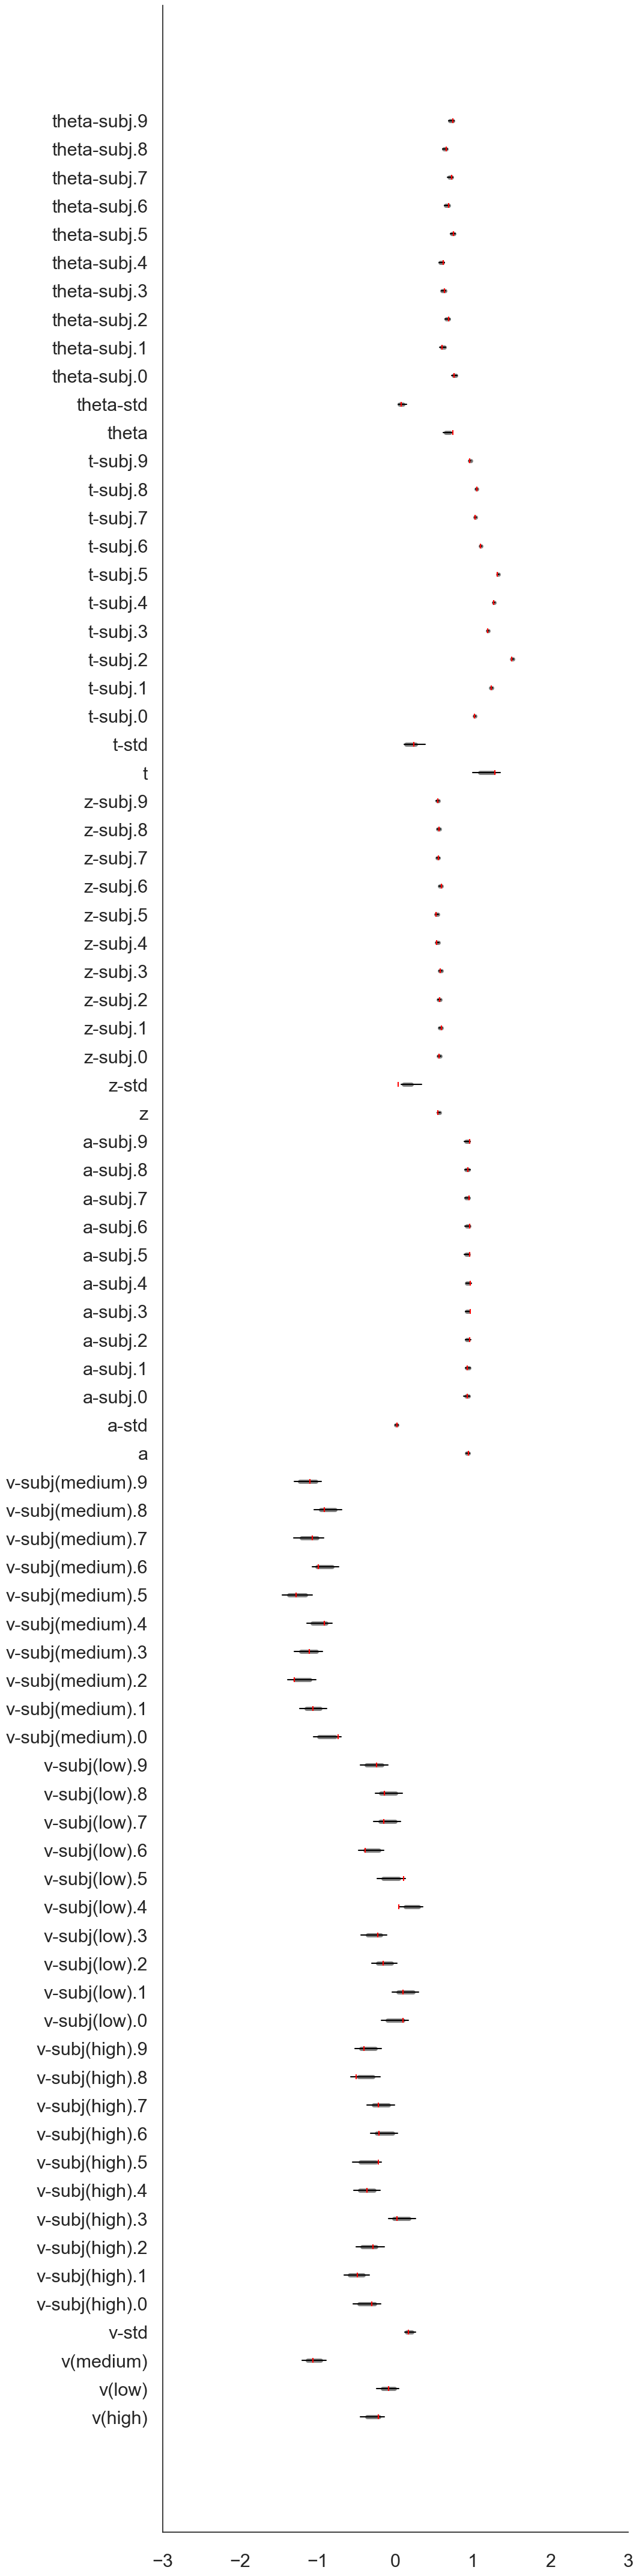 theta-subj.9
theta-subj.8
theta-subj.7
theta-subj.6
theta-subj.5
theta-subj.4
theta-subj.3
theta-subj.2
theta-subj.1
theta-subj.0
theta-std
theta
t-subj.9
t-subj.8
t-subj.7
t-subj.6
t-subj.5
t-subj.4
t-subj.3
t-subj.2
t-subj.1
t-subj.0
t-std
t
z-subj.9
z-subj.8
z-subj.7
z-subj.6
z-subj.5
z-subj.4
z-subj.3
z-subj.2
z-subj.1
z-subj.0
z-std
z
a-subj.9
a-subj.8
a-subj.7
a-subj.6
a-subj.5
a-subj.4
a-subj.3
a-subj.2
a-subj.1
a-subj.0
a-std
a
v-subj(medium).9
v-subj(medium).8
v-subj(medium).7
v-subj(medium).6
v-subj(medium).5
v-subj(medium).4
v-subj(medium).3
v-subj(medium).2
v-subj(medium).1
v-subj(medium).0
v-subj(low).9
v-subj(low).8
v-subj(low).7
v-subj(low).6
v-subj(low).5
v-subj(low).4
v-subj(low).3
v-subj(low).2
v-subj(low).1
v-subj(low).0
v-subj(high).9
v-subj(high).8
v-subj(high).7
v-subj(high).6
v-subj(high).5
v-subj(high).4
v-subj(high).3
v-subj(high).2
v-subj(high).1
v-subj(high).0
v-std
v(medium)
v(low)
v(high)
−3 −2 −1 0 1 2 3